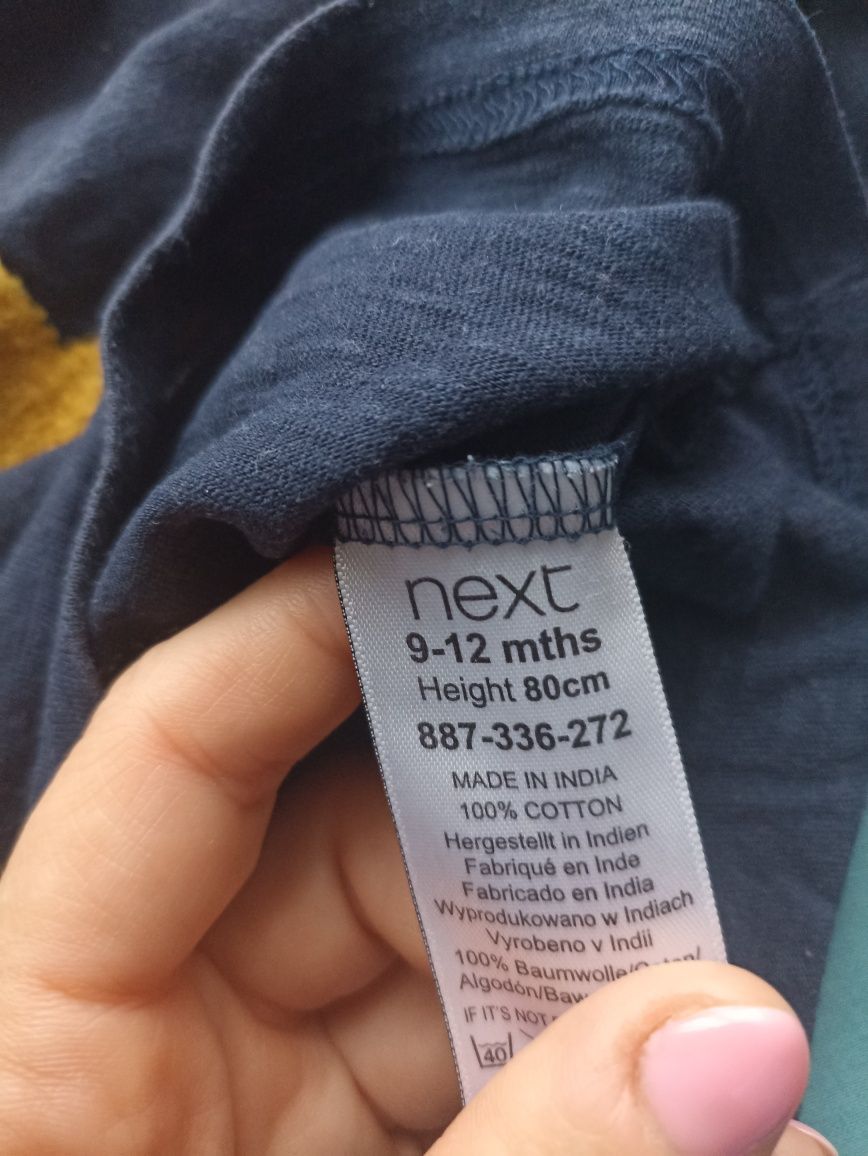 next
9-12 mths
Height 80cm
887-336-272
MADE IN INDIA
100% COTTON
Hergestellt in Indien
Fabriqué en Inde
Fabricado en India
Wyprodukowano w Indiach
Vyrobeno v Indii
100% Baumwolle/
Algodón/
IF IT'S NOT
40